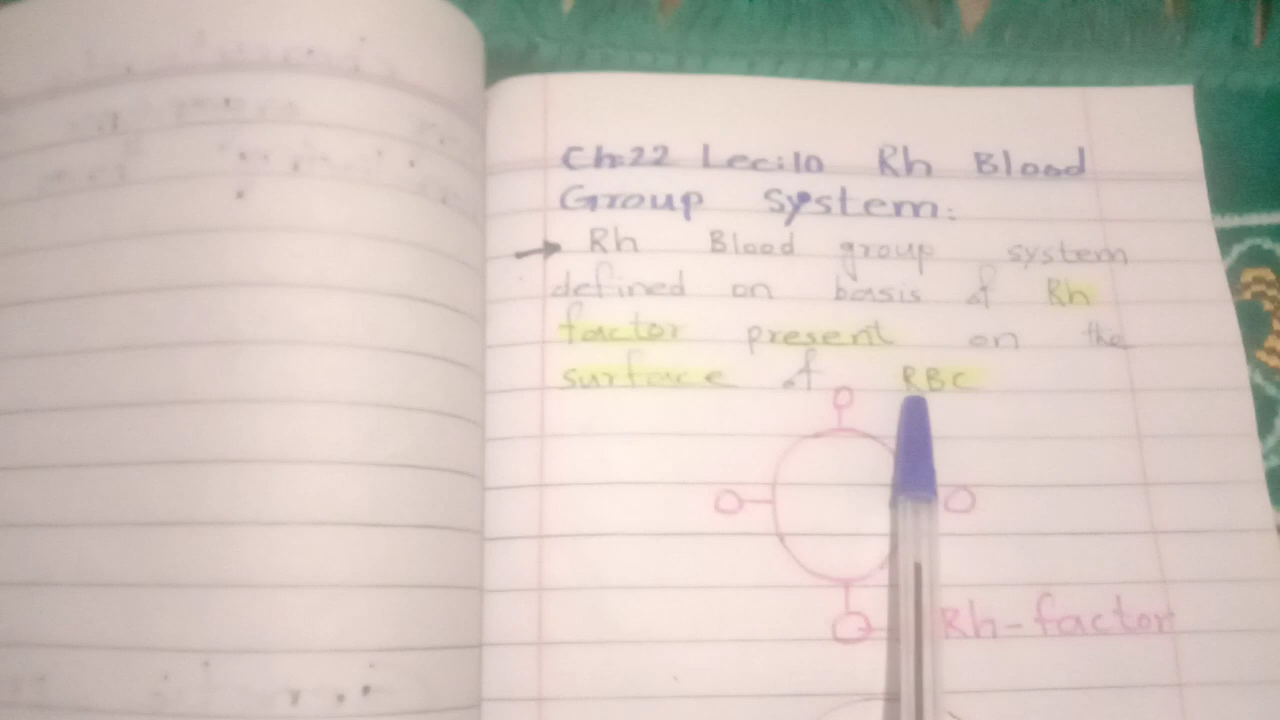 Ch:22 Lec:10 Rh Blood
Group System:
→ Rh Blood group system
defined on basis of Rh
factor present on the
surface of RBC
Rh-factor